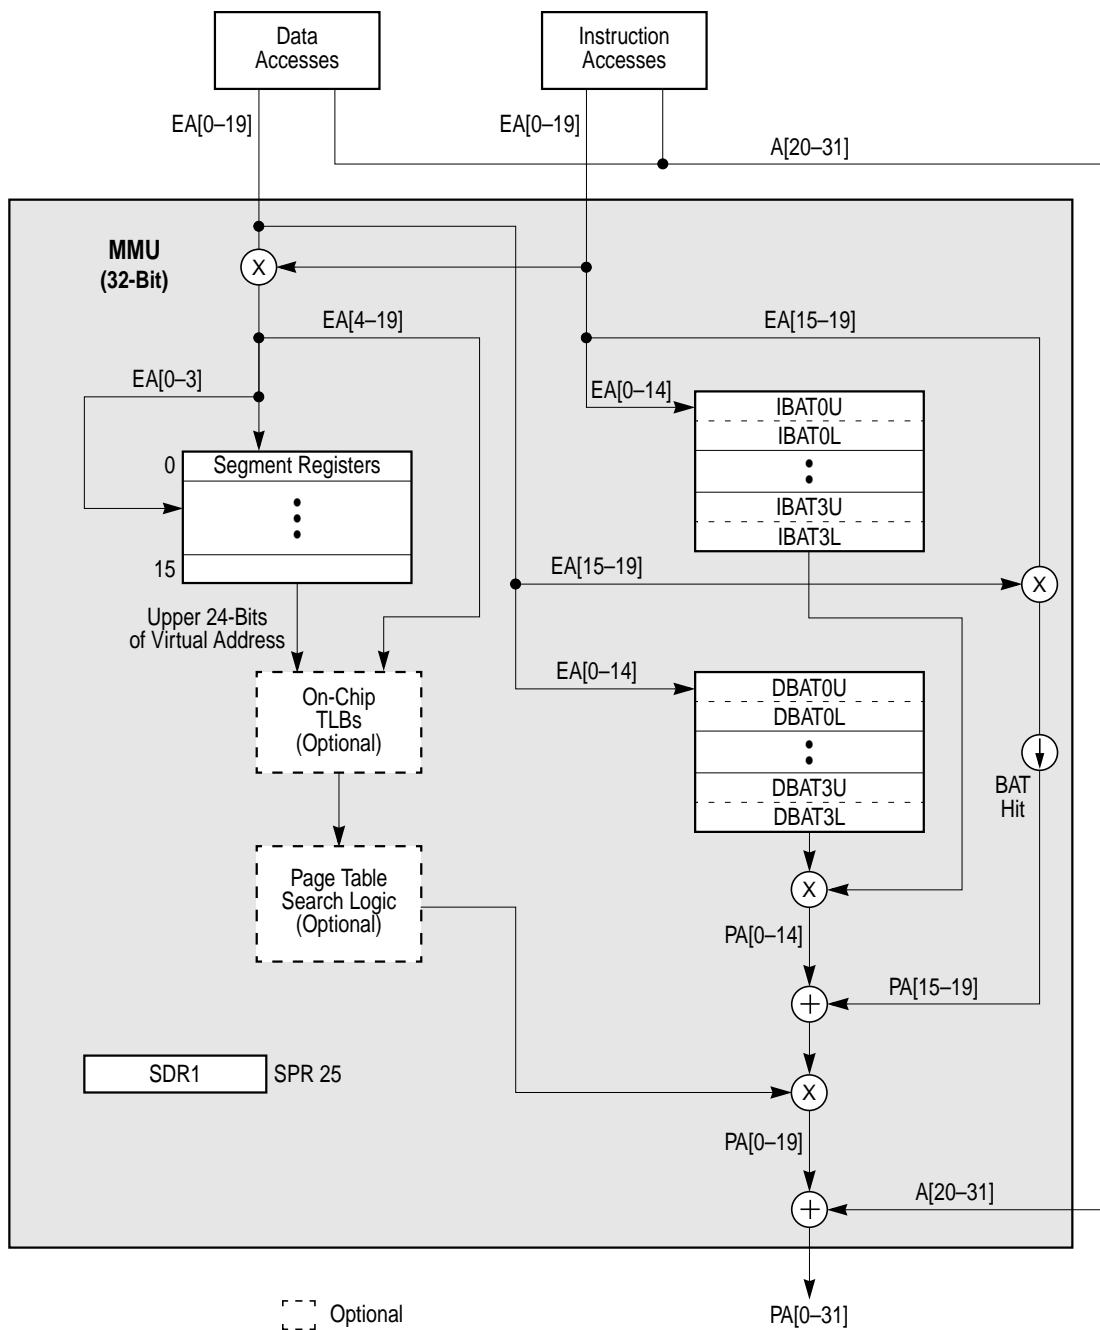 Data
Accesses
Instruction
Accesses
EA[0–19]
EA[0–19]
A[20–31]
MMU
(32-Bit)
X
EA[4–19]
EA[15–19]
EA[0–3]
EA[0–14]
IBAT0U
IBAT0L
IBAT3U
IBAT3L
0
Segment Registers
15
EA[15–19]
X
Upper 24-Bits
of Virtual Address
EA[0–14]
On-Chip
TLBs
(Optional)
DBAT0U
DBAT0L
DBAT3U
DBAT3L
BAT
Hit
Page Table
Search Logic
(Optional)
X
PA[0–14]
PA[15–19]
+
SDR1
SPR 25
X
PA[0–19]
A[20–31]
+
Optional
PA[0–31]